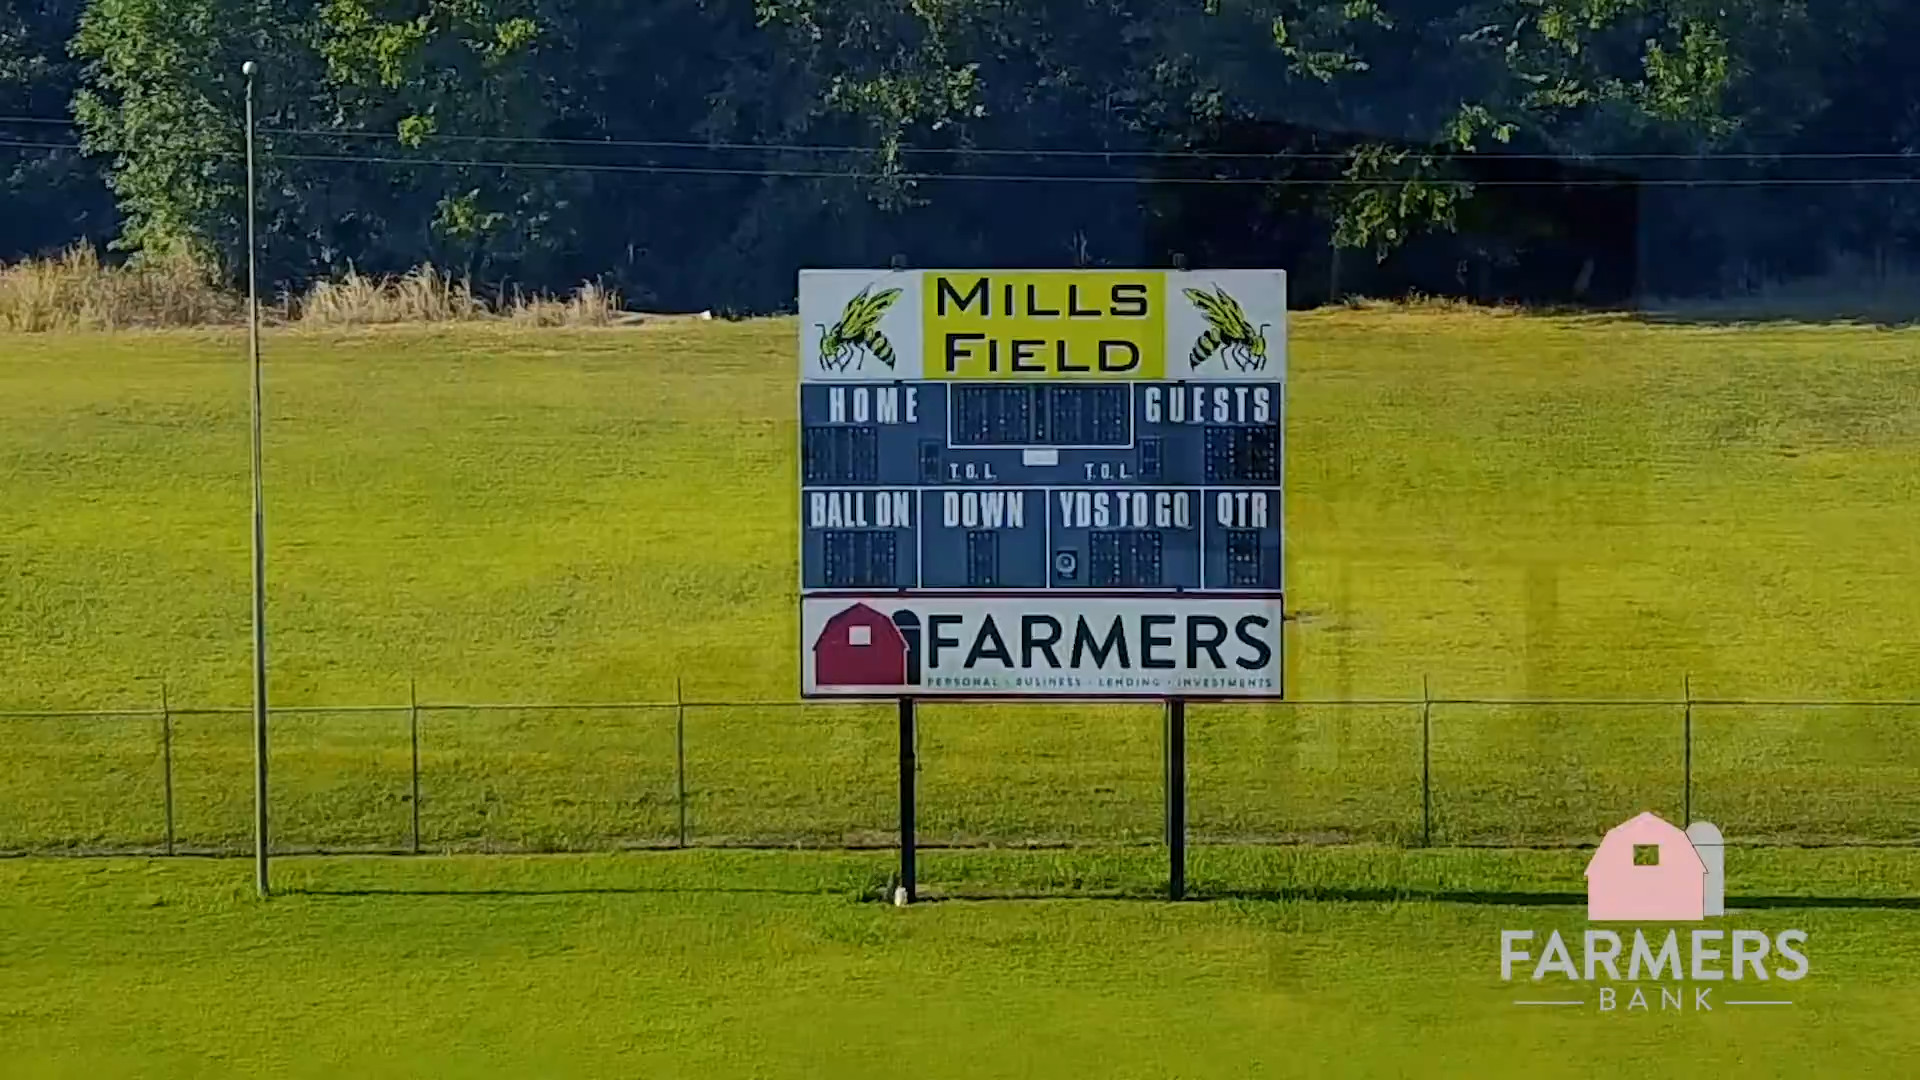 MILLS
FIELD
HOME
GUESTS
T.O.L.
T.O.L.
BALL ON
DOWN
YDS TO GO
QTR
FARMERS
PERSONAL · BUSINESS · LENDING · INVESTMENTS
FARMERS
BANK